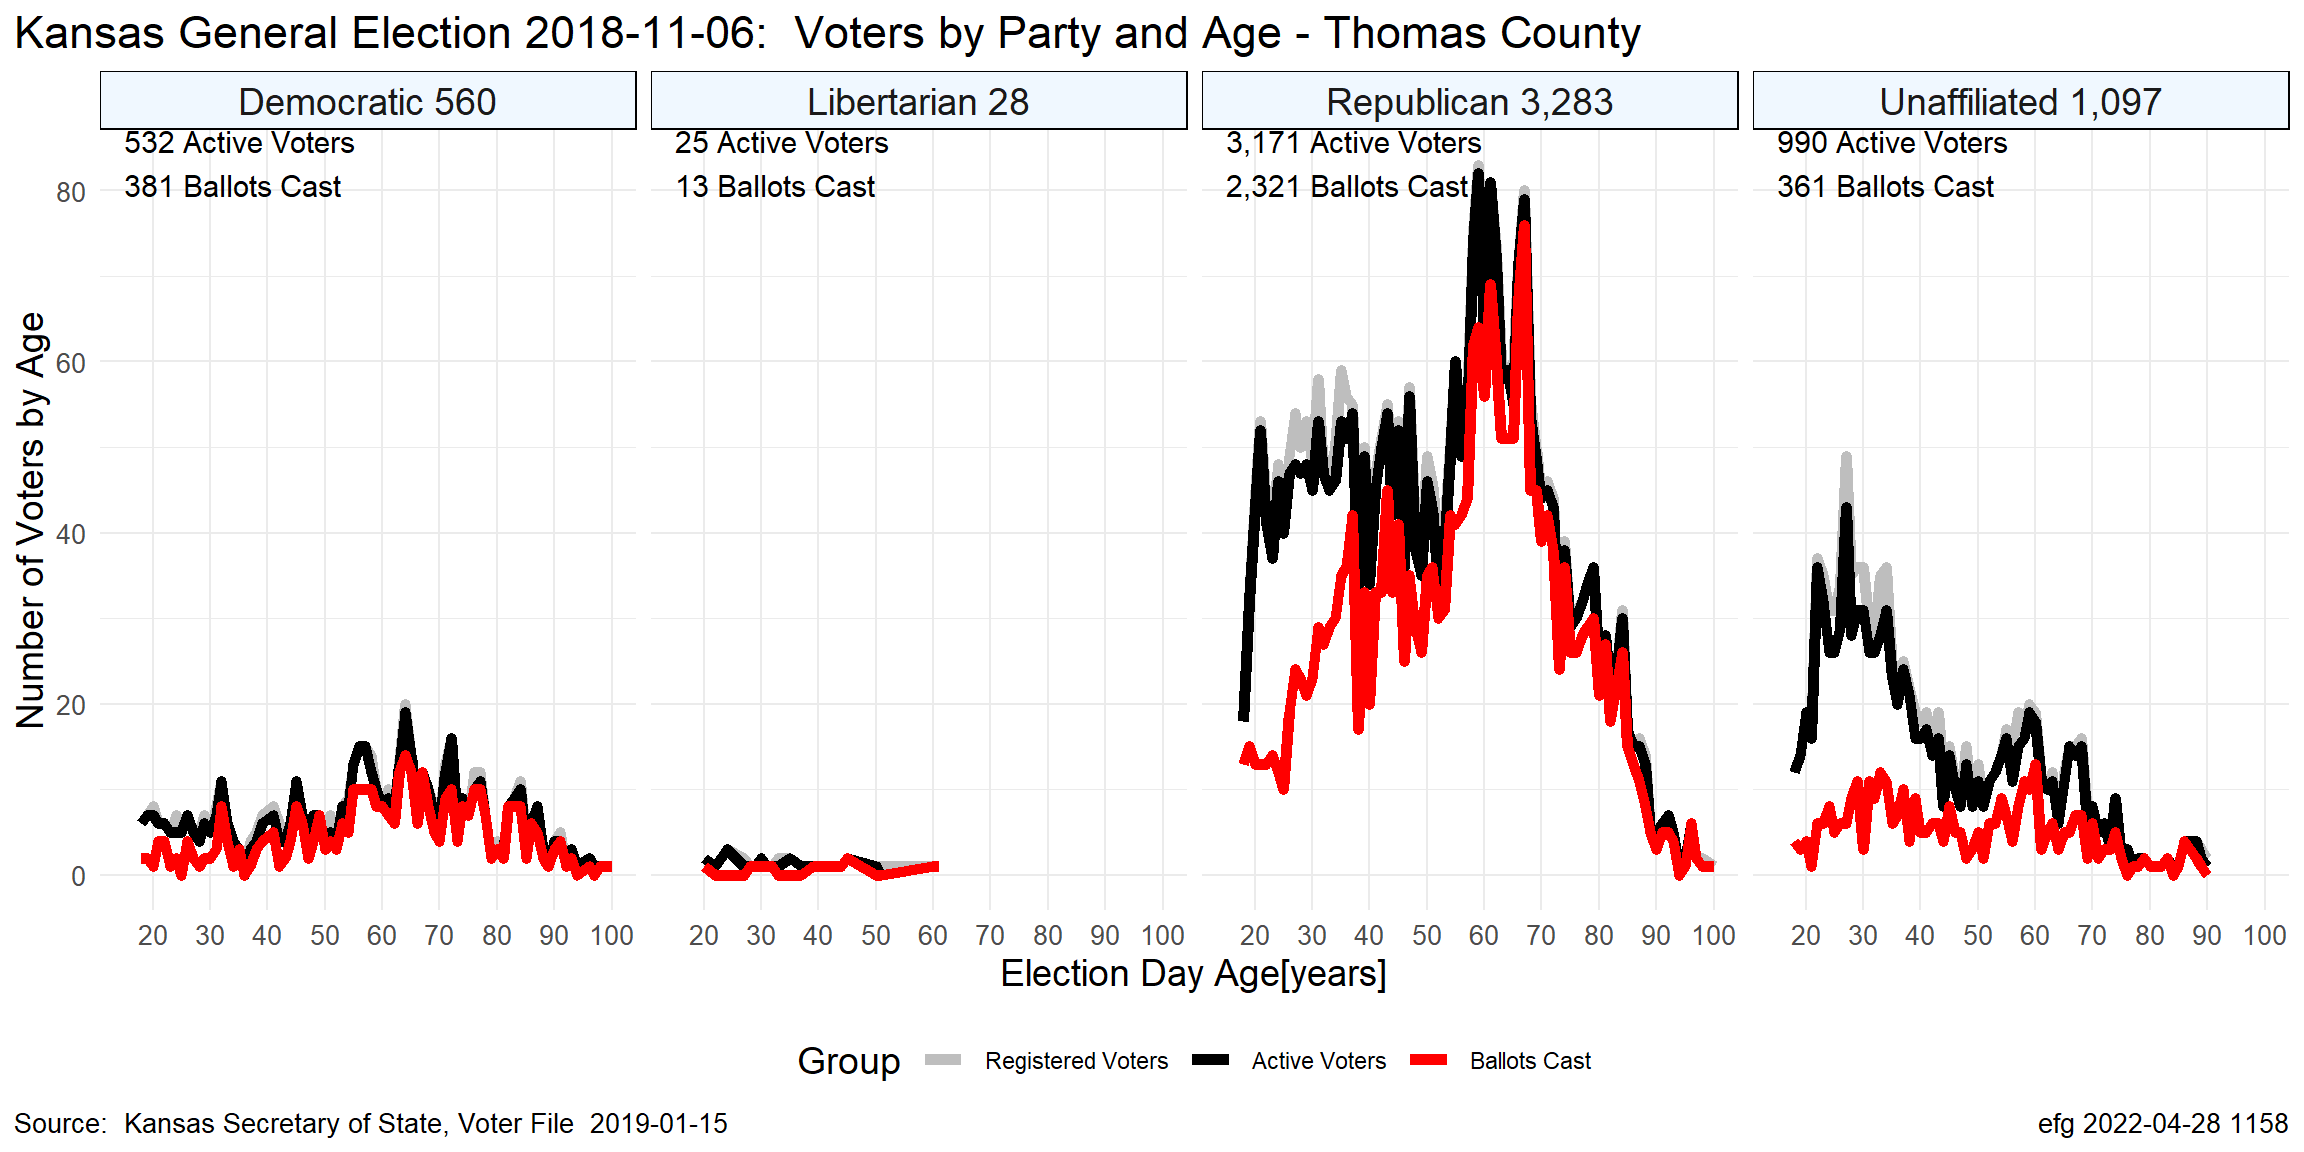 Kansas General Election 2018-11-06:  Voters by Party and Age - Thomas County
Democratic 560
Libertarian 28
Republican 3,283
Unaffiliated 1,097
532 Active Voters
381 Ballots Cast
25 Active Voters
13 Ballots Cast
3,171 Active Voters
2,321 Ballots Cast
990 Active Voters
361 Ballots Cast
Number of Voters by Age
80
60
40
20
0
20 30 40 50 60 70 80 90 100
20 30 40 50 60 70 80 90 100
20 30 40 50 60 70 80 90 100
20 30 40 50 60 70 80 90 100
Election Day Age[years]
Group Registered Voters Active Voters Ballots Cast
Source:  Kansas Secretary of State, Voter File  2019-01-15
efg 2022-04-28 1158